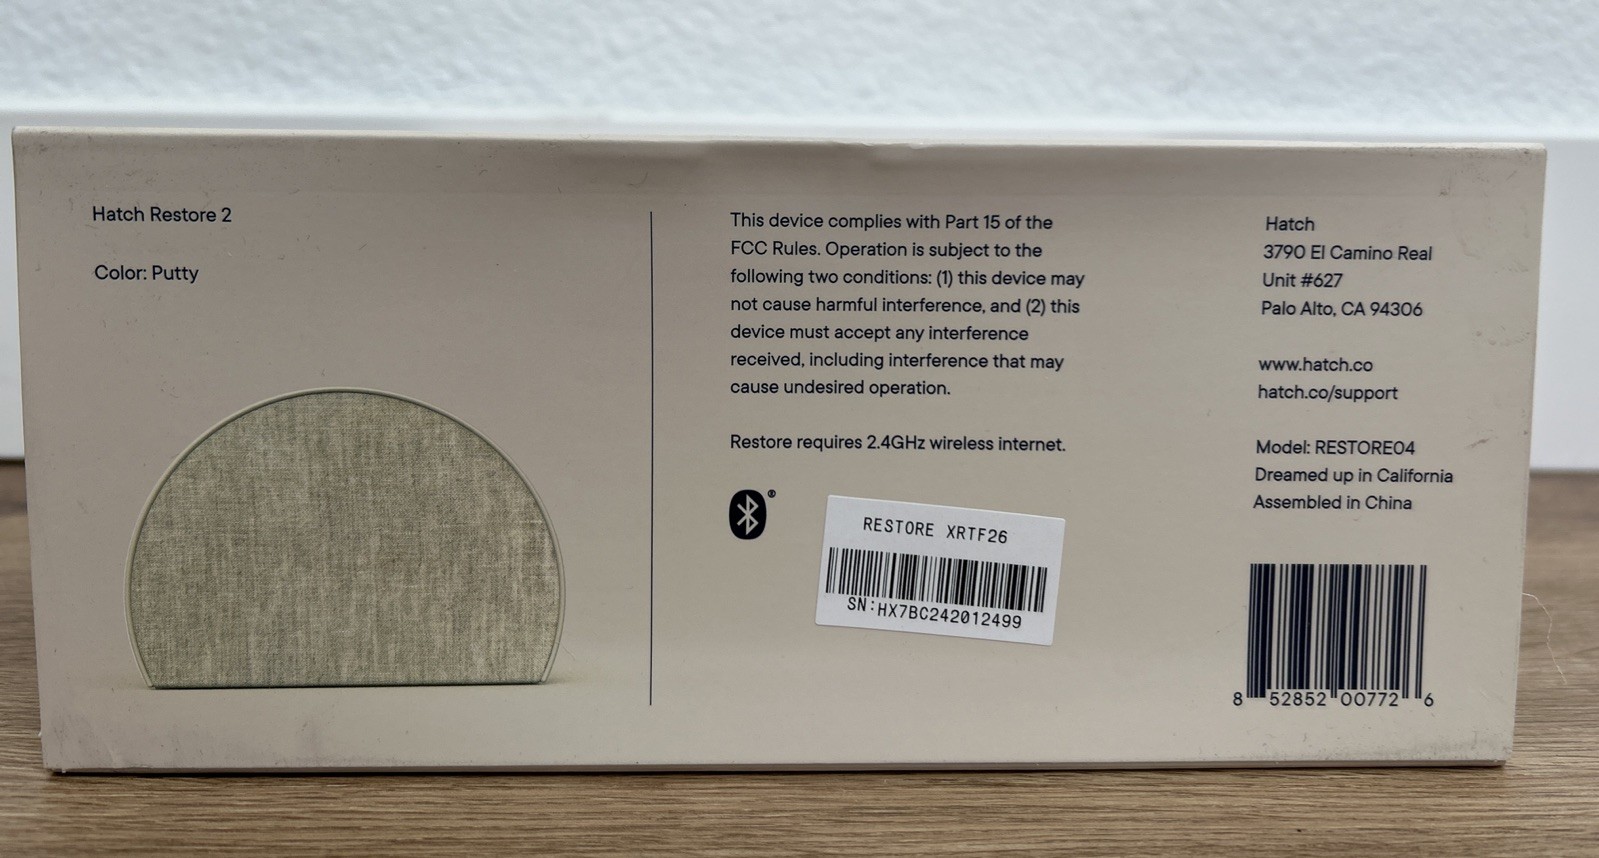 Hatch Restore 2
Color: Putty
This device complies with Part 15 of the
FCC Rules. Operation is subject to the
following two conditions: (1) this device may
not cause harmful interference, and (2) this
device must accept any interference
received, including interference that may
cause undesired operation.
Restore requires 2.4GHz wireless internet.
®
RESTORE XRTF26
SN:HX7BC242012499
Hatch
3790 El Camino Real
Unit #627
Palo Alto, CA 94306
www.hatch.co
hatch.co/support
Model: RESTORE04
Dreamed up in California
Assembled in China
8 52852 00772 6